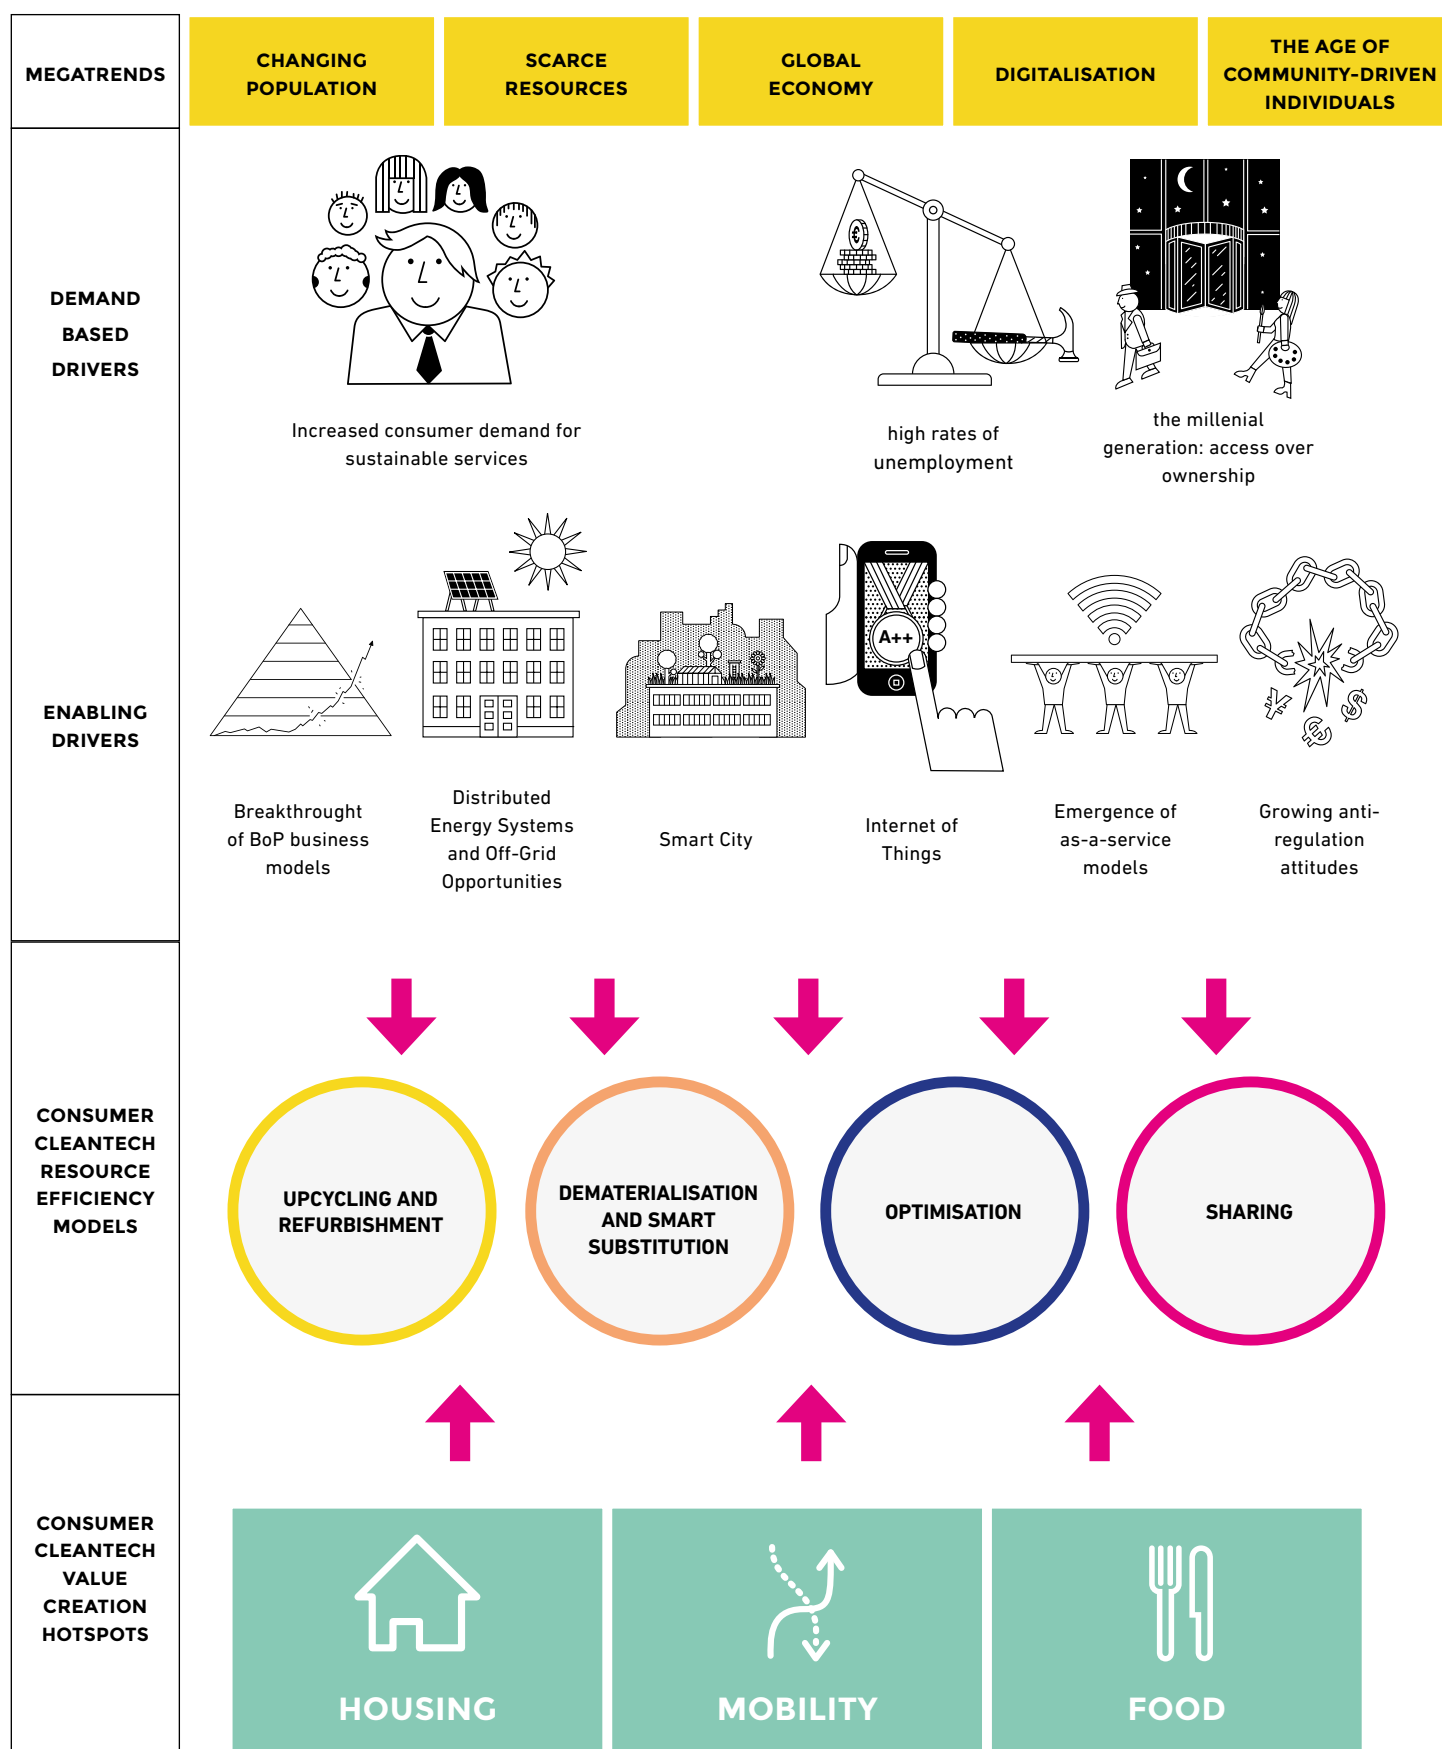 MEGATRENDS
CHANGING
POPULATION
SCARCE
RESOURCES
GLOBAL
ECONOMY
DIGITALISATION
THE AGE OF
COMMUNITY-DRIVEN
INDIVIDUALS
DEMAND
BASED
DRIVERS
€
Increased consumer demand for
sustainable services
high rates of
unemployment
the millenial
generation: access over
ownership
ENABLING
DRIVERS
A++
¥
€
$
Breakthrought
of BoP business
models
Distributed
Energy Systems
and Off-Grid
Opportunities
Smart City
Internet of
Things
Emergence of
as-a-service
models
Growing anti-
regulation
attitudes
CONSUMER
CLEANTECH
RESOURCE
EFFICIENCY
MODELS
UPCYCLING AND
REFURBISHMENT
DEMATERIALISATION
AND SMART
SUBSTITUTION
OPTIMISATION
SHARING
CONSUMER
CLEANTECH
VALUE
CREATION
HOTSPOTS
HOUSING
MOBILITY
FOOD